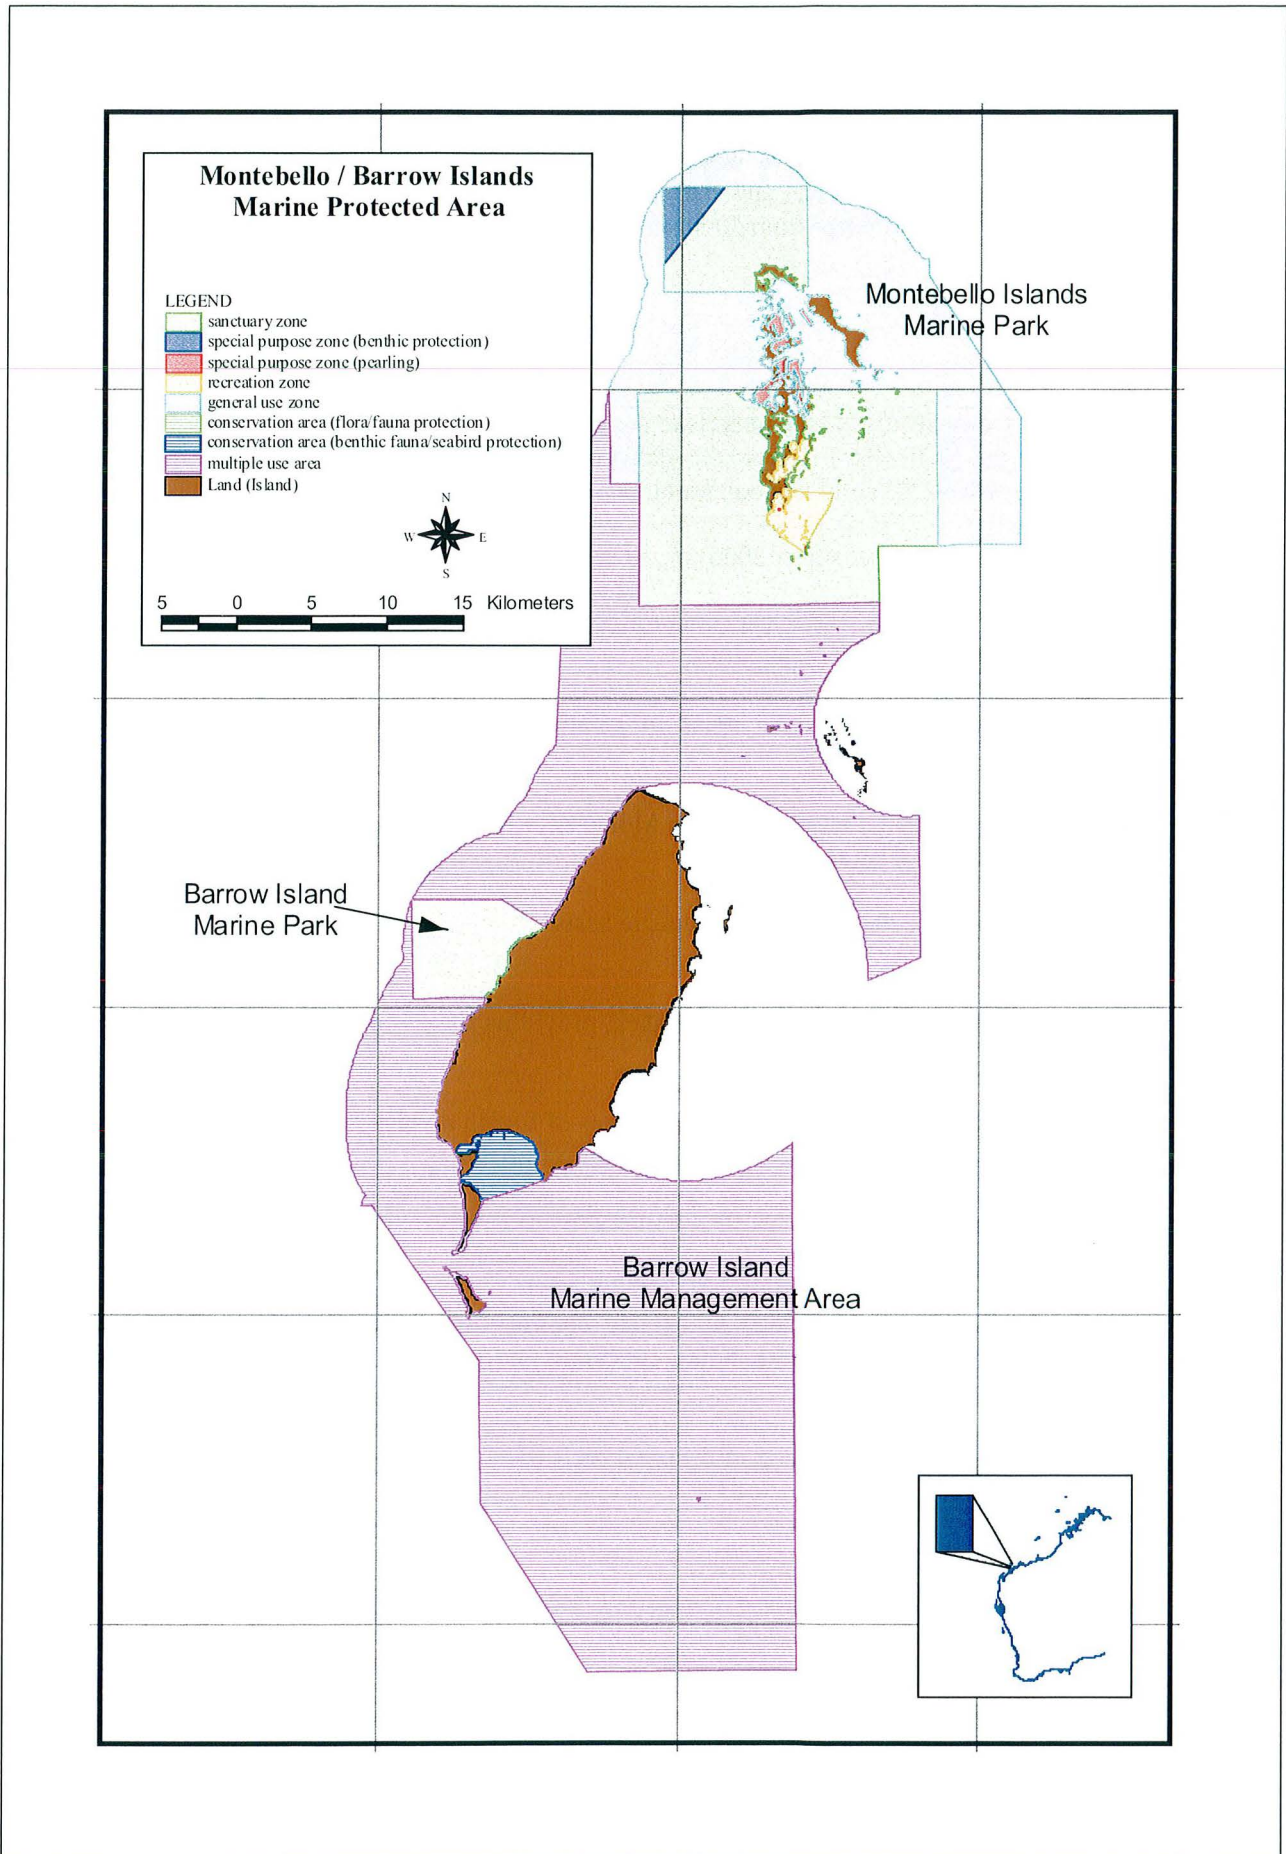 Montebello / Barrow Islands
Marine Protected Area
LEGEND
sanctuary zone
special purpose zone (benthic protection)
special purpose zone (pearling)
recreation zone
general use zone
conservation area (flora/fauna protection)
conservation area (benthic fauna/seabird protection)
multiple use area
Land (Island)
N
W E
S
5 0 5 10 15 Kilometers
Montebello Islands
Marine Park
Barrow Island
Marine Park
Barrow Island
Marine Management Area